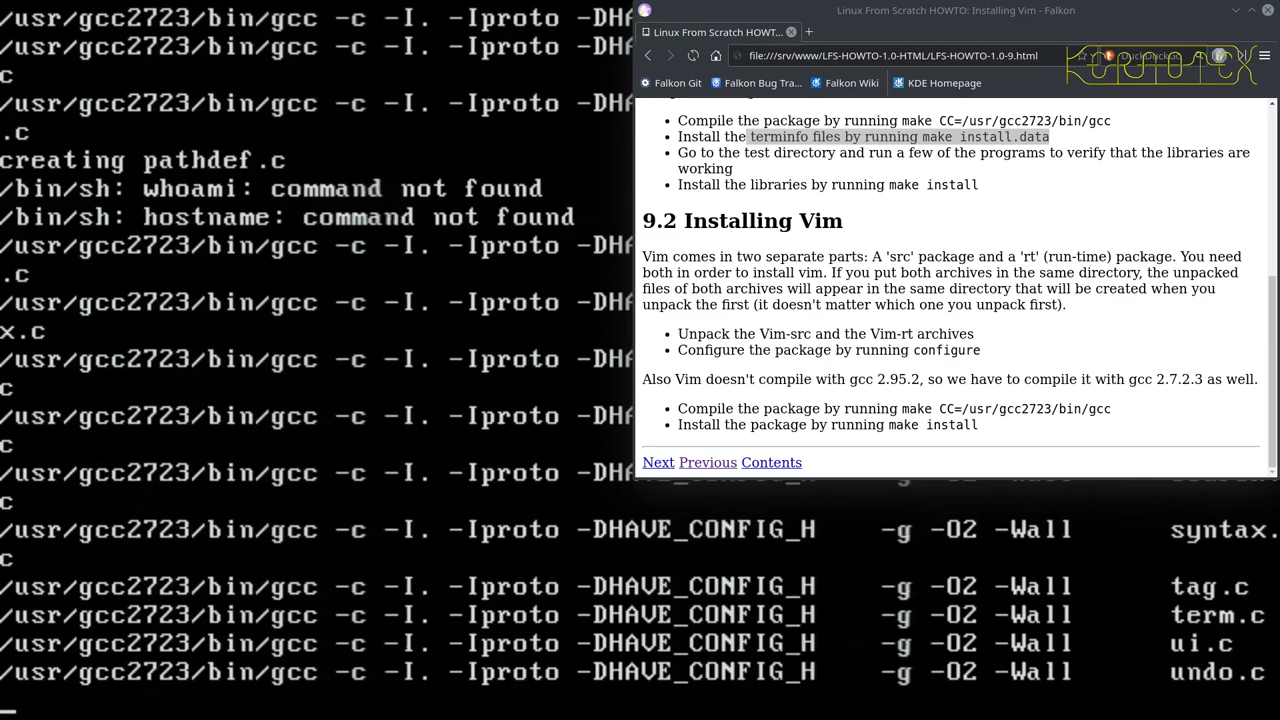 /usr/gcc2723/bin/gcc -c -I. -Iproto -DH
/usr/gcc2723/bin/gcc -c -I. -Iproto -DH
c
/usr/gcc2723/bin/gcc -c -I. -Iproto -DH
.c
creating pathdef.c
/bin/sh: whoami: command not found
/bin/sh: hostname: command not found
/usr/gcc2723/bin/gcc -c -I. -Iproto -DH
.c
/usr/gcc2723/bin/gcc -c -I. -Iproto -DH
x.c
/usr/gcc2723/bin/gcc -c -I. -Iproto -DH
c
/usr/gcc2723/bin/gcc -c -I. -Iproto -DH
c
/usr/gcc2723/bin/gcc -c -I. -Iproto -DH
c
/usr/gcc2723/bin/gcc -c -I. -Iproto -DHAVE_CONFIG_H -g -O2 -Wall syntax.
c
/usr/gcc2723/bin/gcc -c -I. -Iproto -DHAVE_CONFIG_H -g -O2 -Wall tag.c
/usr/gcc2723/bin/gcc -c -I. -Iproto -DHAVE_CONFIG_H -g -O2 -Wall term.c
/usr/gcc2723/bin/gcc -c -I. -Iproto -DHAVE_CONFIG_H -g -O2 -Wall ui.c
/usr/gcc2723/bin/gcc -c -I. -Iproto -DHAVE_CONFIG_H -g -O2 -Wall undo.c
Linux From Scratch HOWTO: Installing Vim - Falkon
Linux From Scratch HOWT...
file:///srv/www/LFS-HOWTO-1.0-HTML/LFS-HOWTO-1.0-9.html
Falkon Git Falkon Bug Tra... Falkon Wiki KDE Homepage
• Compile the package by running make CC=/usr/gcc2723/bin/gcc
• Install the terminfo files by running make install.data
• Go to the test directory and run a few of the programs to verify that the libraries are
working
• Install the libraries by running make install
9.2 Installing Vim
Vim comes in two separate parts: A 'src' package and a 'rt' (run-time) package. You need
both in order to install vim. If you put both archives in the same directory, the unpacked
files of both archives will appear in the same directory that will be created when you
unpack the first (it doesn't matter which one you unpack first).
• Unpack the Vim-src and the Vim-rt archives
• Configure the package by running configure
Also Vim doesn't compile with gcc 2.95.2, so we have to compile it with gcc 2.7.2.3 as well.
• Compile the package by running make CC=/usr/gcc2723/bin/gcc
• Install the package by running make install
Next Previous Contents